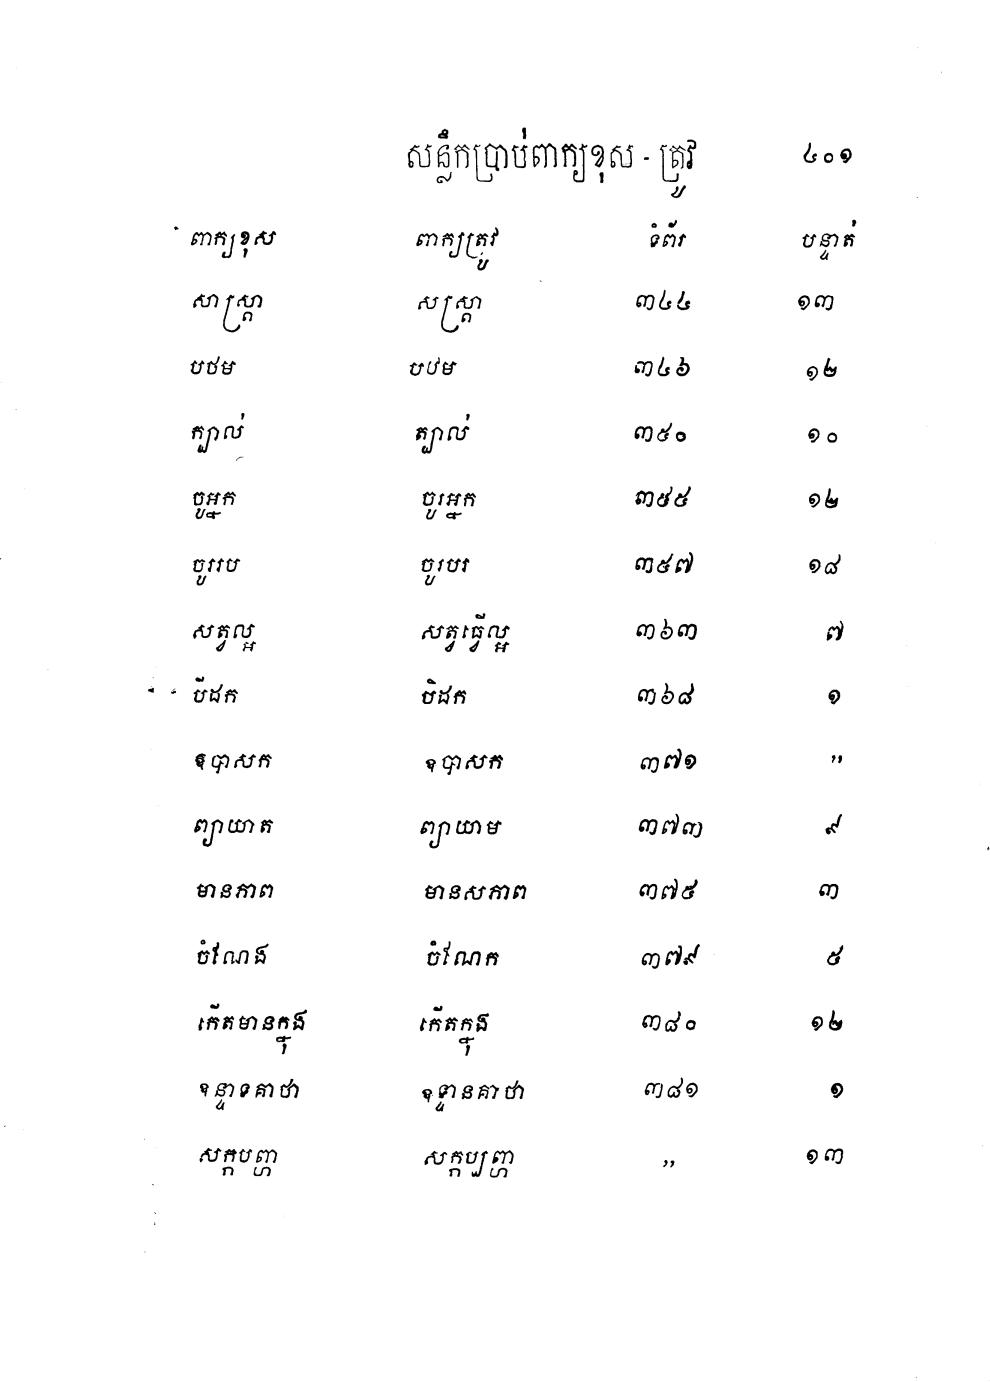 សន្លឹកប្រាប់ពាក្យខុស - ត្រូវ ៤០១
ពាក្យខុស ពាក្យត្រូវ ទំព័រ បន្ទាត់
សាស្ត្រា សស្ត្រា ៣៤៤ ១៣
បថម បឋម ៣៤៦ ១២
ក្បាល់ ត្បាល់ ៣៥០ ១០
ចូអ្នក ចូរអ្នក ៣៥៥ ១២
ចូររប ចូរបរ ៣៥៧ ១៨
សត្វល្អ សត្វធ្វើល្អ ៣៦៣ ៧
បីដក បិដក ៣៦៨ ១
ឧបាសក ឧបាសក ៣៧១ ”
ព្យាយាត ព្យាយាម ៣៧៣ ៩
មានភាព មានសភាព ៣៧៥ ៣
ចំណែង ចំណែក ៣៧៩ ៥
កើតមានក្នុង កើតក្នុង ៣៨០ ១២
ឧន្ទាទគាថា ឧទ្ទានគាថា ៣៨១ ១
សក្កបញ្ហា សក្កប្បញ្ហា ” ១៣